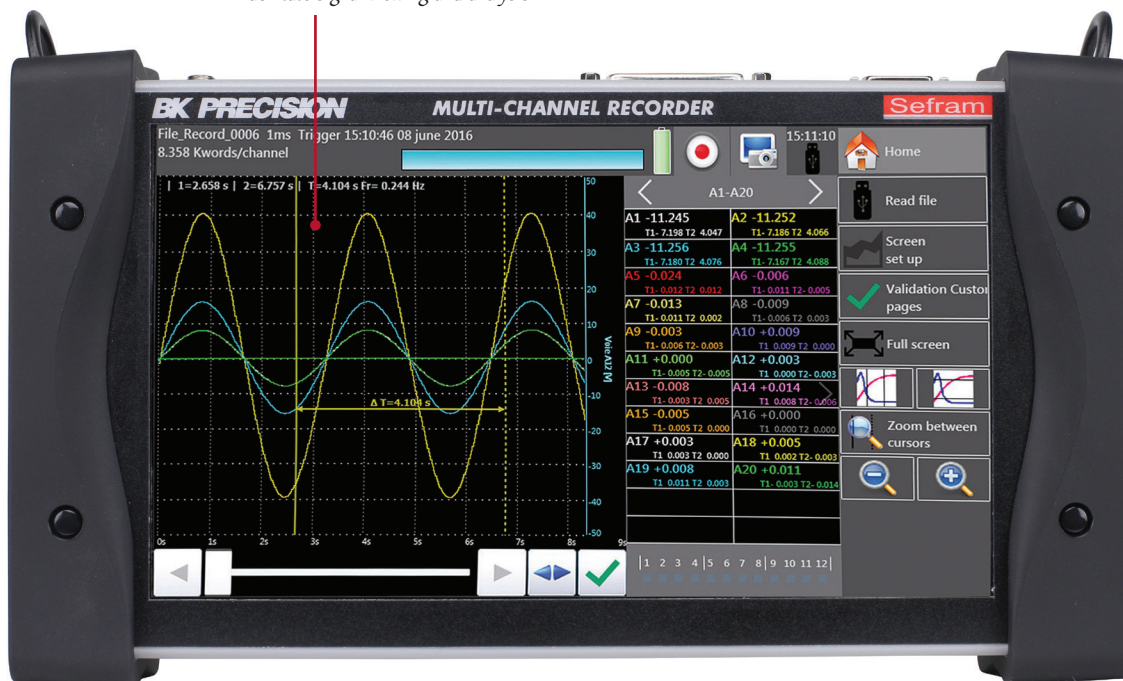 BK PRECISION MULTI-CHANNEL RECORDER Sefram
File_Record_0006 1ms Trigger 15:10:46 08 june 2016
8.358 Kwords/channel
15:11:10
Home
| 1=2.658 s | 2=6.757 s | T=4.104 s Fr= 0.244 Hz
50
40
30
20
10
0
-10
-20
-30
-40
-50
Voie A12 M
Δ T=4.104 s
0s 1s 2s 3s 4s 5s 6s 7s 8s 9s
A1-A20
A1 -11.245 A2 -11.252
T1- 7.198 T2 4.047 T1- 7.186 T2 4.066
A3 -11.256 A4 -11.255
T1- 7.180 T2 4.076 T1- 7.167 T2 4.088
A5 -0.024 A6 -0.006
T1- 0.012 T2 0.012 T1- 0.011 T2- 0.005
A7 -0.013 A8 -0.009
T1- 0.011 T2 0.002 T1- 0.006 T2 0.003
A9 -0.003 A10 +0.009
T1- 0.006 T2- 0.003 T1 0.009 T2 0.000
A11 +0.000 A12 +0.003
T1- 0.005 T2- 0.005 T1 0.000 T2- 0.003
A13 -0.008 A14 +0.014
T1- 0.003 T2 0.005 T1 0.008 T2- 0.006
A15 -0.005 A16 +0.000
T1- 0.005 T2 0.000 T1 0.000 T2 0.000
A17 +0.003 A18 +0.005
T1 0.003 T2 0.000 T1 0.002 T2- 0.003
A19 +0.008 A20 +0.011
T1 0.011 T2 0.003 T1- 0.003 T2- 0.014
|1 2 3 4|5 6 7 8|9 10 11 12|
Read file
Screen
set up
Validation Custor
pages
Full screen
Zoom between
cursors